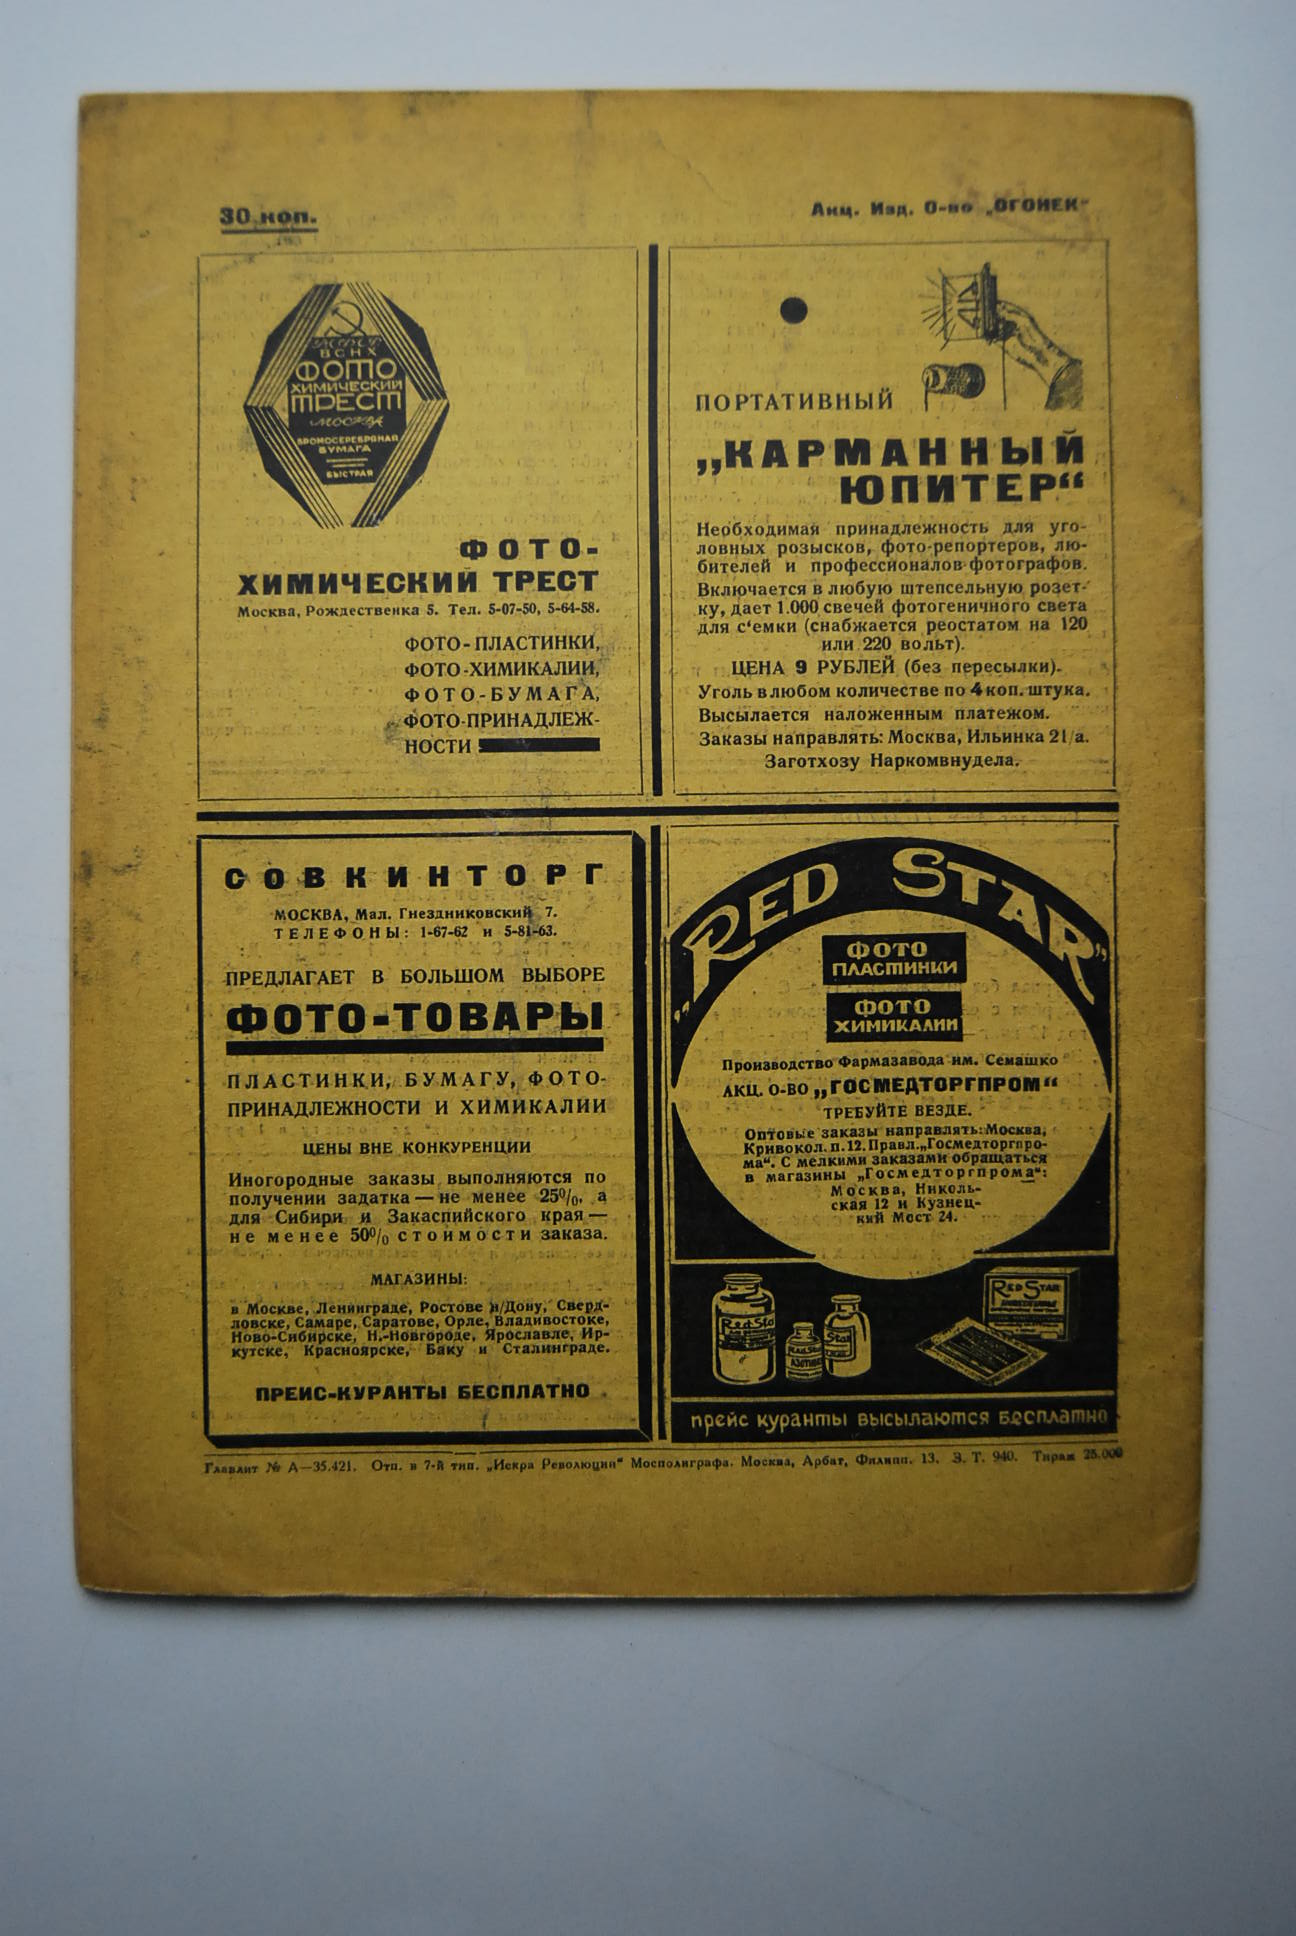 30 коп.
Акц. Изд. О-во „ОГОНЕК"
ВСНХ
ФОТО
ХИМИЧЕСКИЙ
ТРЕСТ
МОСКВА
БРОМОСЕРЕБРЯНАЯ
БУМАГА
БЫСТРАЯ
ФОТО-
ХИМИЧЕСКИЙ ТРЕСТ
Москва, Рождественка 5. Тел. 5-07-50, 5-64-58.
ФОТО-ПЛАСТИНКИ,
ФОТО-ХИМИКАЛИИ,
ФОТО-БУМАГА,
ФОТО-ПРИНАДЛЕЖ-
НОСТИ
ПОРТАТИВНЫЙ
„КАРМАННЫЙ
ЮПИТЕР“
Необходимая принадлежность для уго-
ловных розысков, фото-репортеров, лю-
бителей и профессионалов-фотографов.
Включается в любую штепсельную розет-
ку, дает 1.000 свечей фотогеничного света
для с'емки (снабжается реостатом на 120
или 220 вольт).
ЦЕНА 9 РУБЛЕЙ (без пересылки).
Уголь в любом количестве по 4 коп. штука.
Высылается наложенным платежом.
Заказы направлять: Москва, Ильинка 21/а.
Заготхозу Наркомвнудела.
СОВКИНТОРГ
МОСКВА, Мал. Гнездниковский 7.
ТЕЛЕФОНЫ: 1-67-62 и 5-81-63.
ПРЕДЛАГАЕТ В БОЛЬШОМ ВЫБОРЕ
ФОТО-ТОВАРЫ
ПЛАСТИНКИ, БУМАГУ, ФОТО-
ПРИНАДЛЕЖНОСТИ И ХИМИКАЛИИ
ЦЕНЫ ВНЕ КОНКУРЕНЦИИ
Иногородные заказы выполняются по
получении задатка — не менее 25%, а
для Сибири и Закаспийского края —
не менее 50% стоимости заказа.
МАГАЗИНЫ:
в Москве, Ленинграде, Ростове н/Дону, Сверд-
ловске, Самаре, Саратове, Орле, Владивостоке,
Ново-Сибирске, Н.-Новгороде, Ярославле, Ир-
кутске, Красноярске, Баку и Сталинграде.
ПРЕЙС-КУРАНТЫ БЕСПЛАТНО
„RED STAR"
ФОТО
ПЛАСТИНКИ
ФОТО
ХИМИКАЛИИ
Производство Фармазавода им. Семашко
АКЦ. О-ВО „ГОСМЕДТОРГПРОМ“
ТРЕБУЙТЕ ВЕЗДЕ.
Оптовые заказы направлять: Москва,
Кривокол. п. 12. Правл. „Госмедторгпро-
ма“. С мелкими заказами обращаться
в магазины „Госмедторгпрома“:
Москва, Николь-
ская 12 и Кузнец-
кий Мост 24.
Red Star
Star
RED STAR
прейс куранты высылаются бесплатно
Главлит № А—35.421. Отп. в 7-й тип. „Искра Революции“ Мосполиграфа. Москва, Арбат, Филипп. 13. З. Т. 940. Тираж 25.000